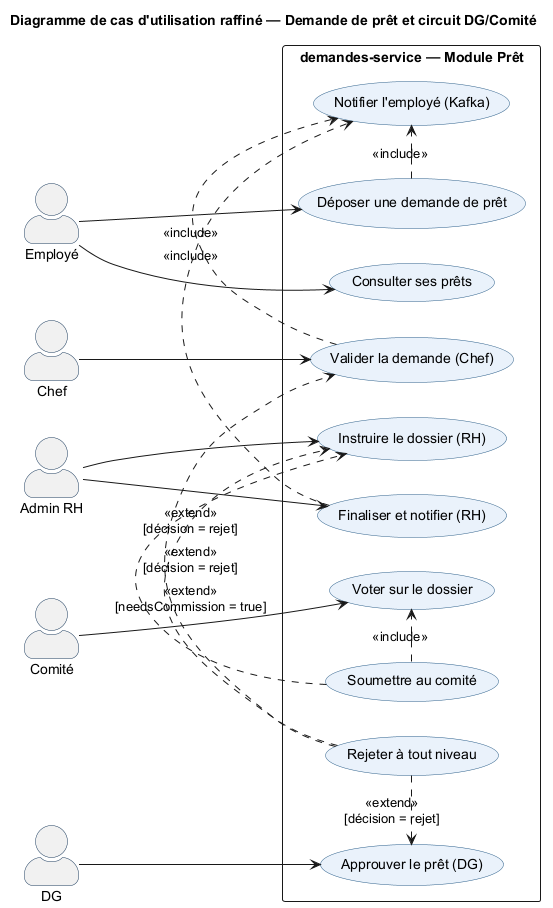 Diagramme de cas d'utilisation raffiné — Demande de prêt et circuit DG/Comité
demandes-service — Module Prêt
Notifier l'employé (Kafka)
«include»
Déposer une demande de prêt
Employé
«include»
«include»
Consulter ses prêts
Valider la demande (Chef)
Chef
Instruire le dossier (RH)
Admin RH
Finaliser et notifier (RH)
«extend»
[décision = rejet]
«extend»
[décision = rejet]
«extend»
[needsCommission = true]
Voter sur le dossier
Comité
«include»
Soumettre au comité
Rejeter à tout niveau
«extend»
[décision = rejet]
Approuver le prêt (DG)
DG